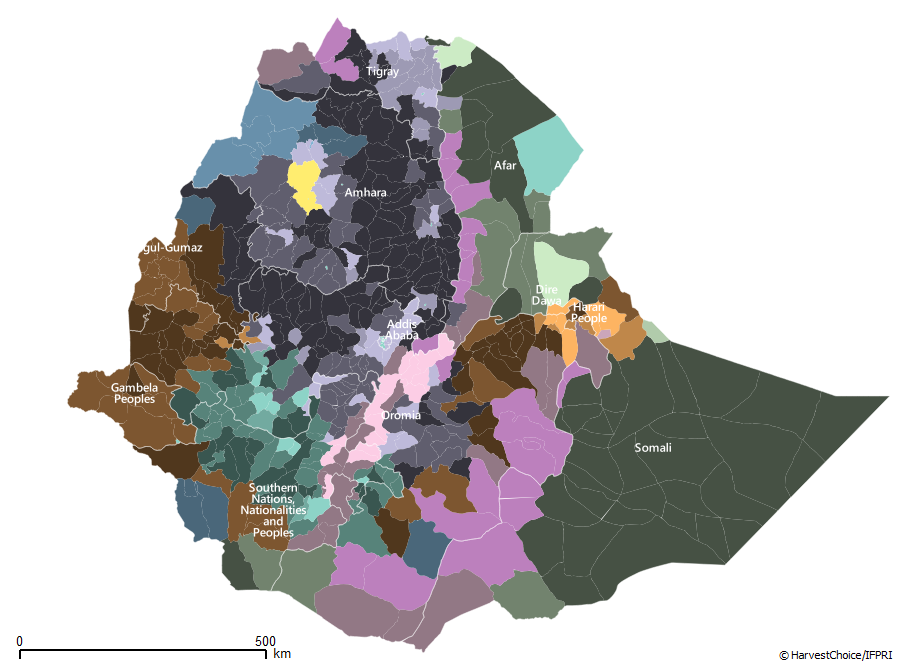 Tigray
Afar
Amhara
gul-Gumaz
Dire
Dawa
Harari
People
Addis
Ababa
Gambela
Peoples
Oromia
Somali
Southern
Nations,
Nationalities
and
Peoples
0
500
km
© HarvestChoice/IFPRI